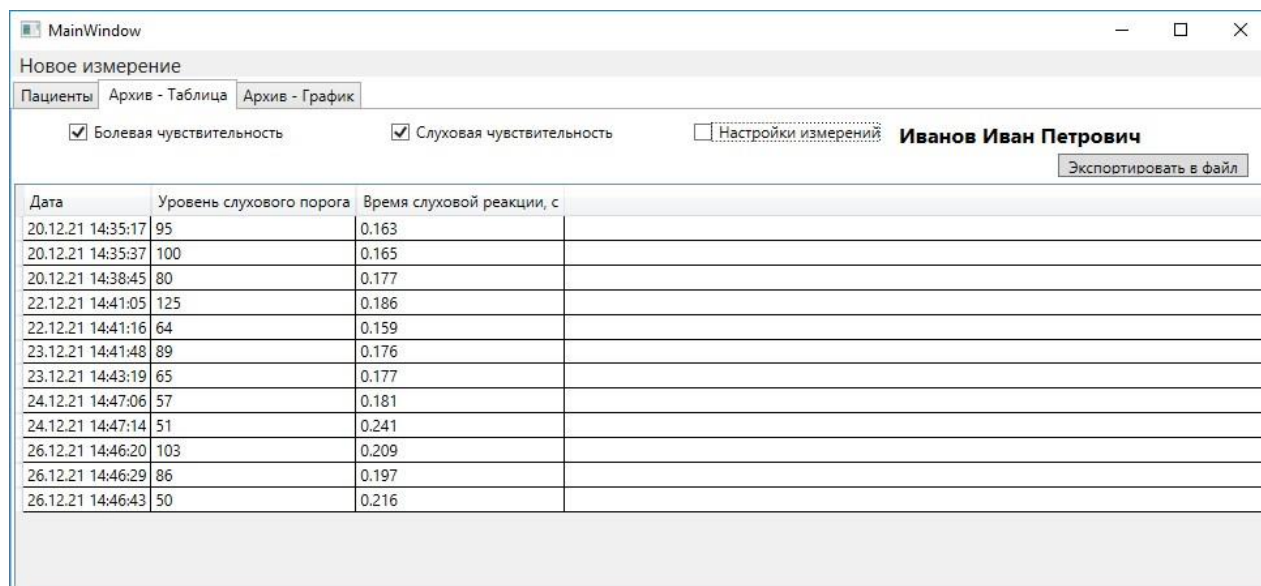 MainWindow
Новое измерение
Пациенты Архив - Таблица Архив - График
Болевая чувствительность Слуховая чувствительность Настройки измерений Иванов Иван Петрович
Экспортировать в файл
Дата Уровень слухового порога Время слуховой реакции, с
20.12.21 14:35:17 95 0.163
20.12.21 14:35:37 100 0.165
20.12.21 14:38:45 80 0.177
22.12.21 14:41:05 125 0.186
22.12.21 14:41:16 64 0.159
23.12.21 14:41:48 89 0.176
23.12.21 14:43:19 65 0.177
24.12.21 14:47:06 57 0.181
24.12.21 14:47:14 51 0.241
26.12.21 14:46:20 103 0.209
26.12.21 14:46:29 86 0.197
26.12.21 14:46:43 50 0.216